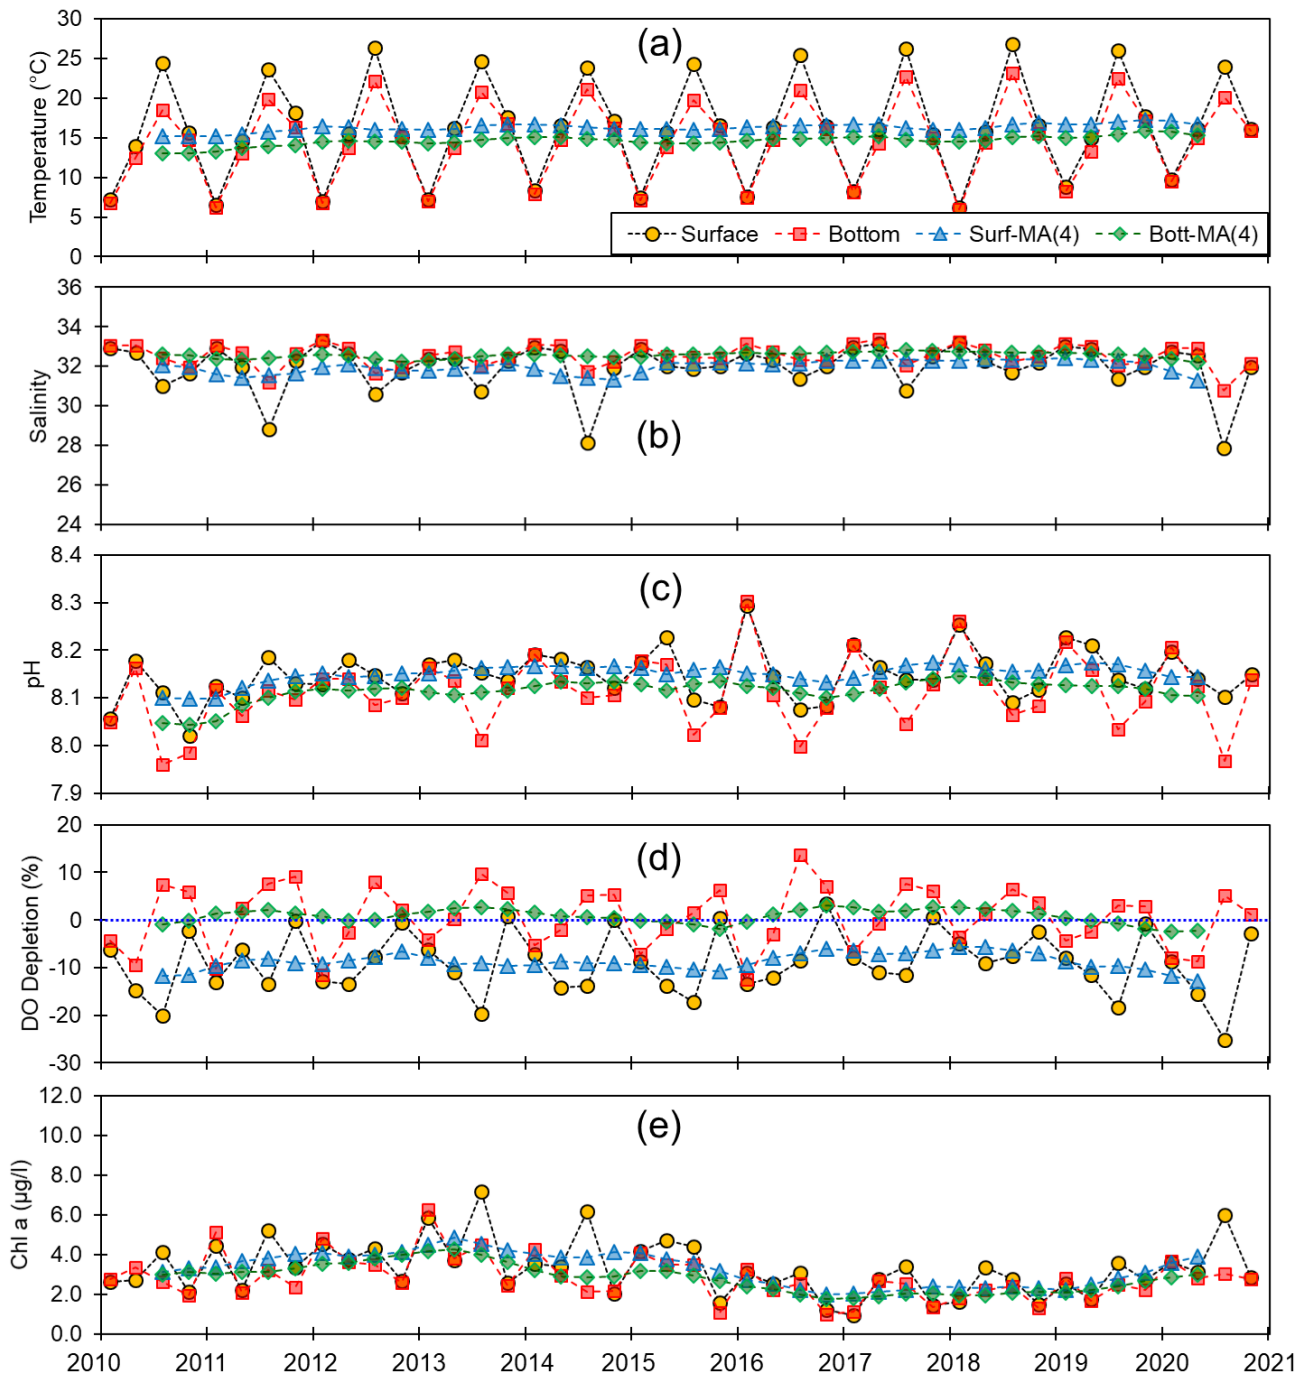 (a)
Temperature (°C)
30
25
20
15
10
5
0
Surface Bottom Surf-MA(4) Bott-MA(4)
(b)
Salinity
36
34
32
30
28
26
24
(c)
pH
8.4
8.3
8.2
8.1
8.0
7.9
(d)
DO Depletion (%)
20
10
0
-10
-20
-30
(e)
Chl a (µg/l)
12.0
10.0
8.0
6.0
4.0
2.0
0.0
2010 2011 2012 2013 2014 2015 2016 2017 2018 2019 2020 2021